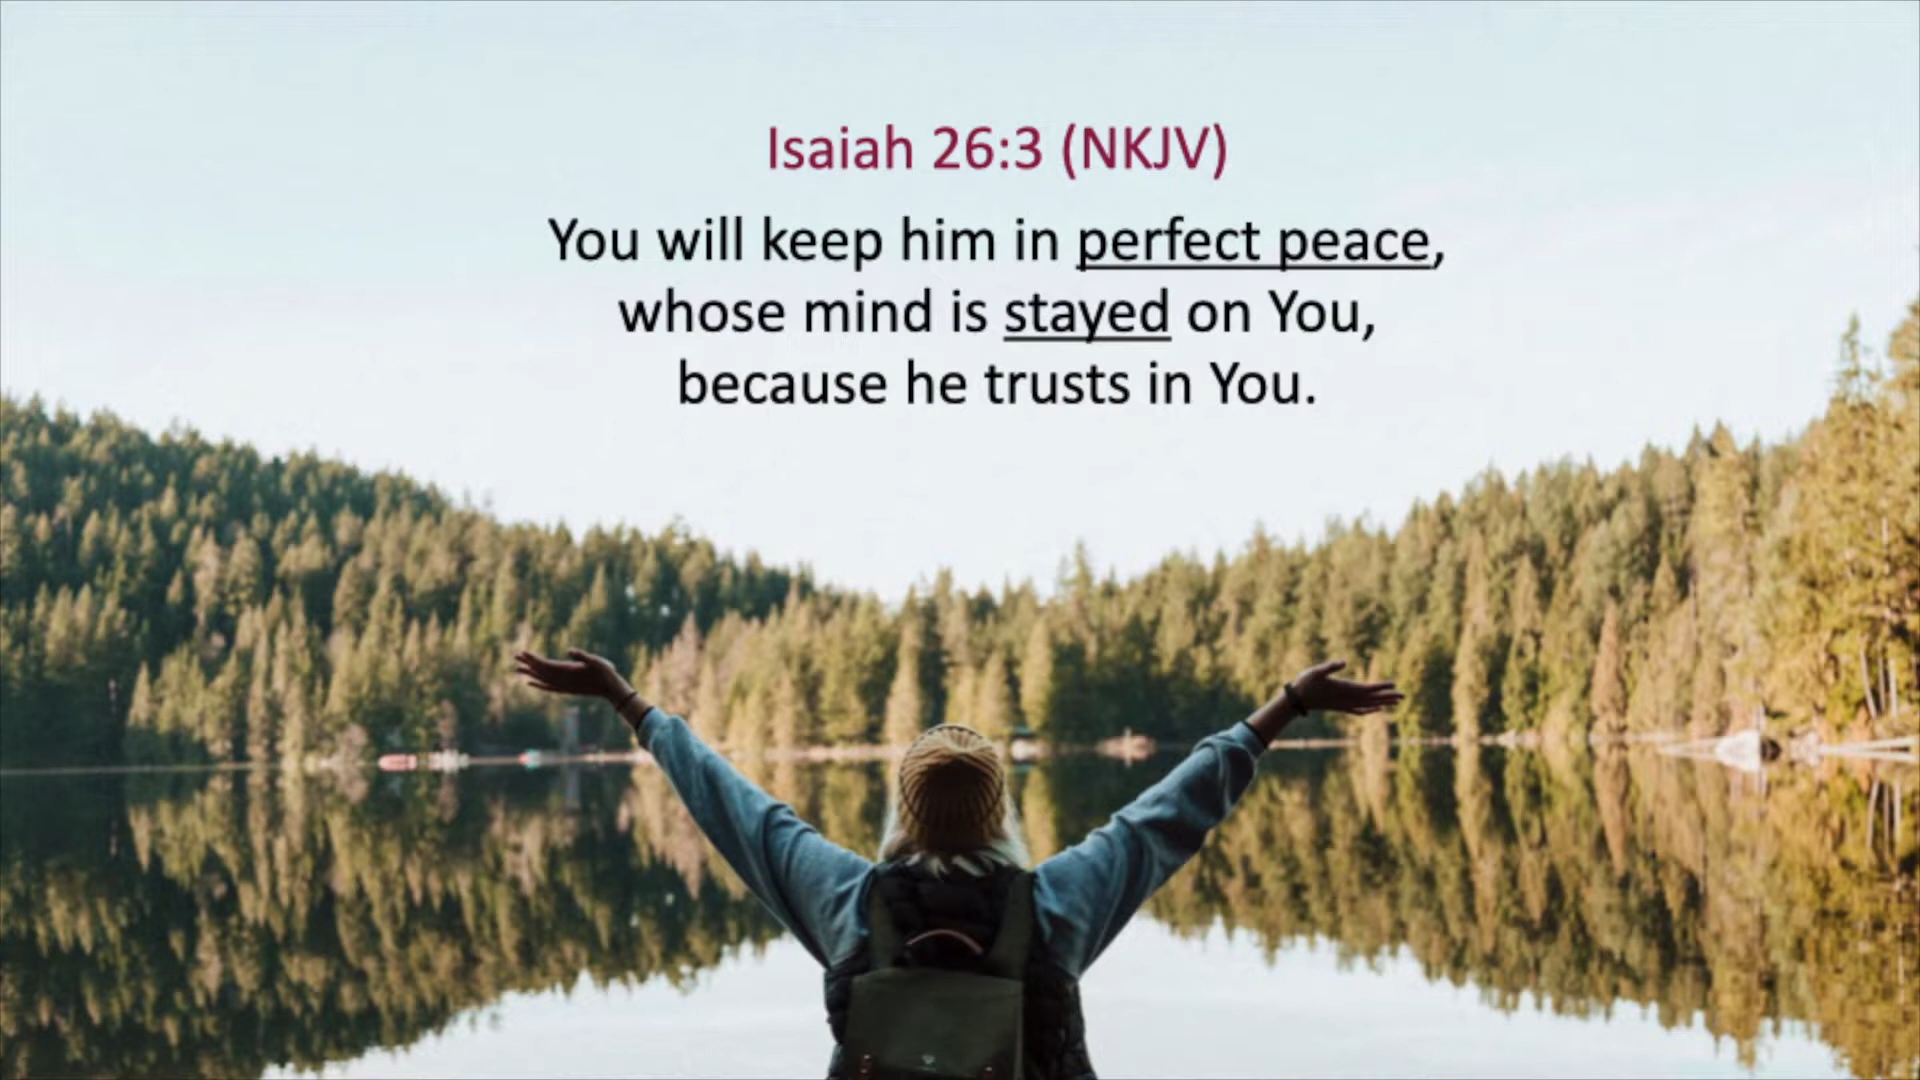 Isaiah 26:3 (NKJV)
You will keep him in perfect peace,
whose mind is stayed on You,
because he trusts in You.